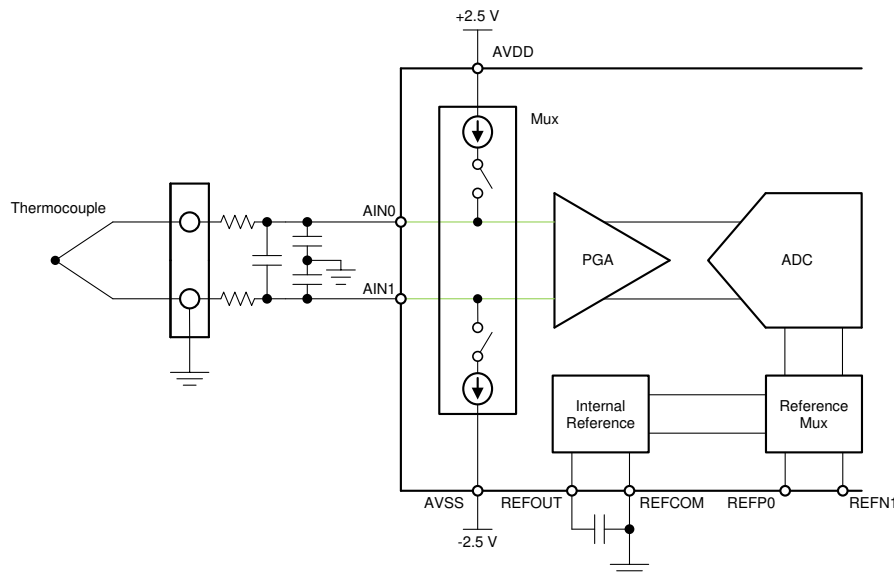 +2.5 V
AVDD
Mux
Thermocouple
AIN0
AIN1
PGA
ADC
Internal
Reference
Reference
Mux
AVSS
REFOUT
REFCOM
REFP0
REFN1
-2.5 V